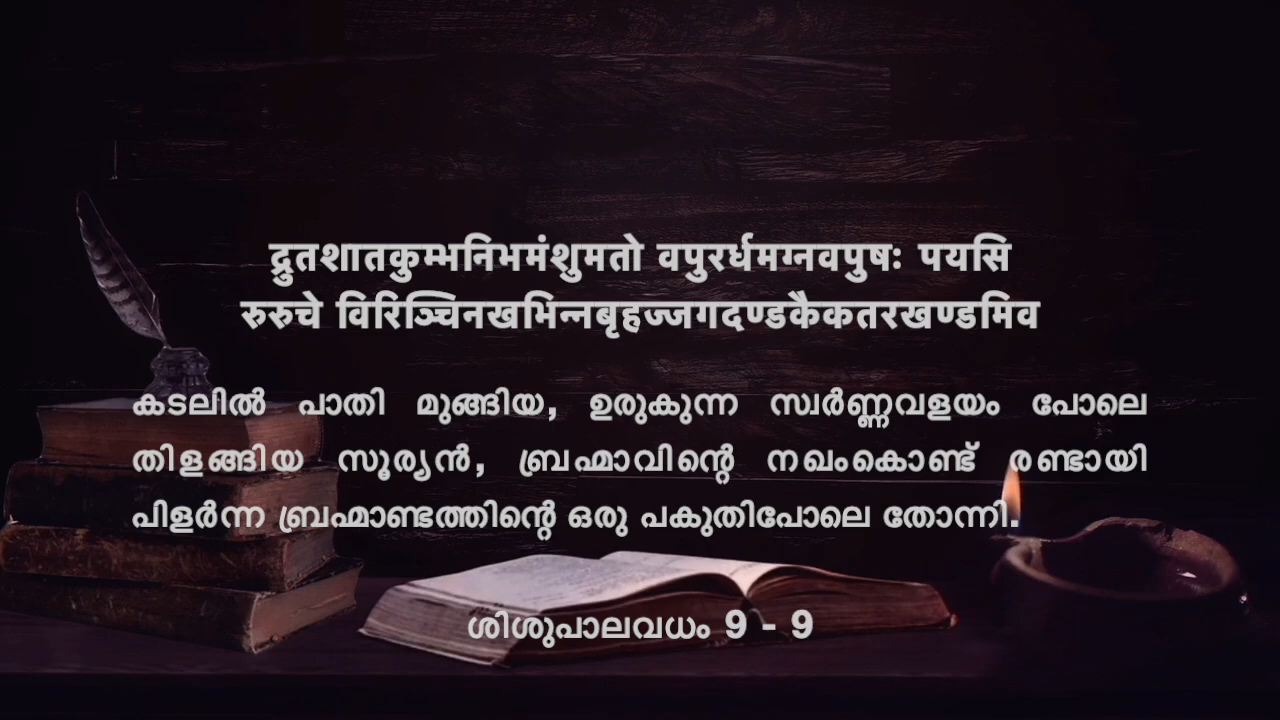 द्रुतशातकुम्भनिभमंशुमतो वपुरर्धमग्नवपुषः पयसि
रुरुचे विरिञ्चिनखभिन्नबृहज्जगदण्डकैकतरखण्डमिव
കടലിൽ പാതി മുങ്ങിയ, ഉരുകുന്ന സ്വർണ്ണവളയം പോലെ
തിളങ്ങിയ സൂര്യൻ, ബ്രഹ്മാവിന്റെ നഖംകൊണ്ട് രണ്ടായി
പിളർന്ന ബ്രഹ്മാണ്ഡത്തിന്റെ ഒരു പകുതിപോലെ തോന്നി.
ശിശുപാലവധം 9 - 9